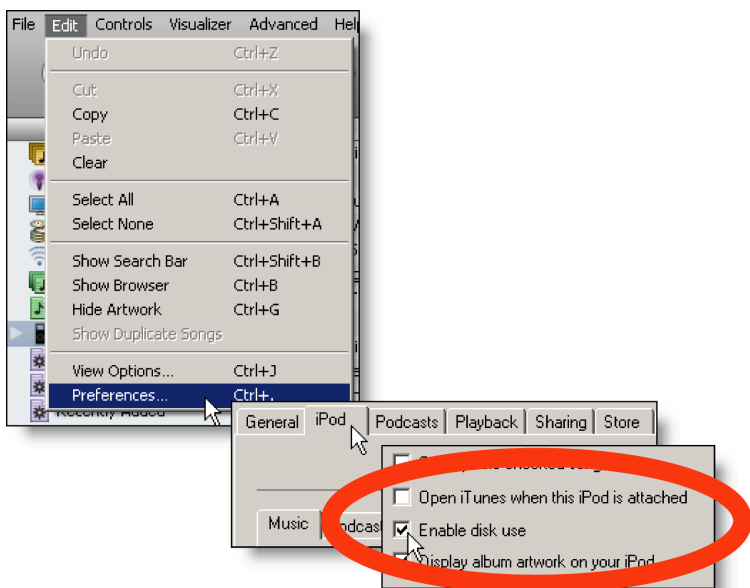 File Edit Controls Visualizer Advanced Hel
Undo Ctrl+Z
Cut Ctrl+X
Copy Ctrl+C
Paste Ctrl+V
Clear
Select All Ctrl+A
Select None Ctrl+Shift+A
Show Search Bar Ctrl+Shift+B
Show Browser Ctrl+B
Hide Artwork Ctrl+G
Show Duplicate Songs
View Options... Ctrl+J
Preferences... Ctrl+,
Recently Added
General iPod Podcasts Playback Sharing Store
Open iTunes when this iPod is attached
Music
Enable disk use
Display album artwork on your iPod